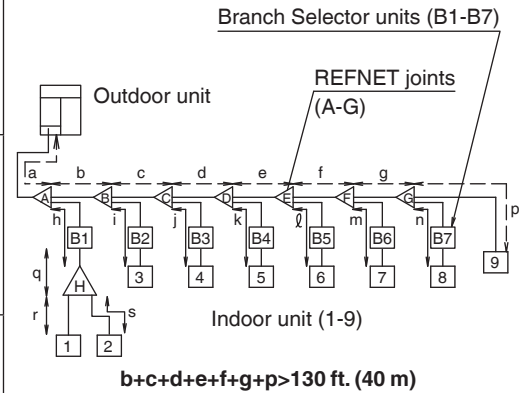 Branch Selector units (B1-B7)
REFNET joints
(A-G)
Outdoor unit
a b c d e f g
A B C D E F G p
h i j k ℓ m n
B1 B2 B3 B4 B5 B6 B7
q H 3 4 5 6 7 8 9
r s Indoor unit (1-9)
1 2
b+c+d+e+f+g+p>130 ft. (40 m)